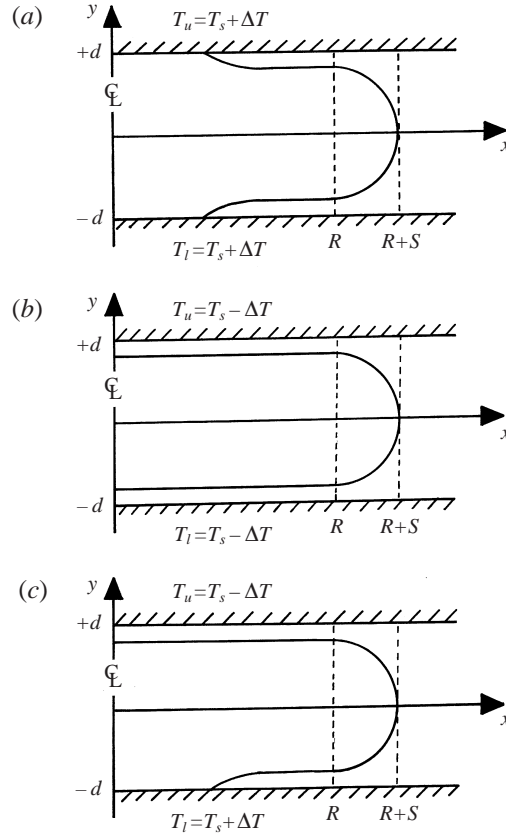 (a)
y
T_u=T_s+ΔT
+d
℄
x
−d
T_l=T_s+ΔT
R
R+S
(b)
y
T_u=T_s−ΔT
+d
℄
x
−d
T_l=T_s−ΔT
R
R+S
(c)
y
T_u=T_s−ΔT
+d
℄
x
−d
T_l=T_s+ΔT
R
R+S